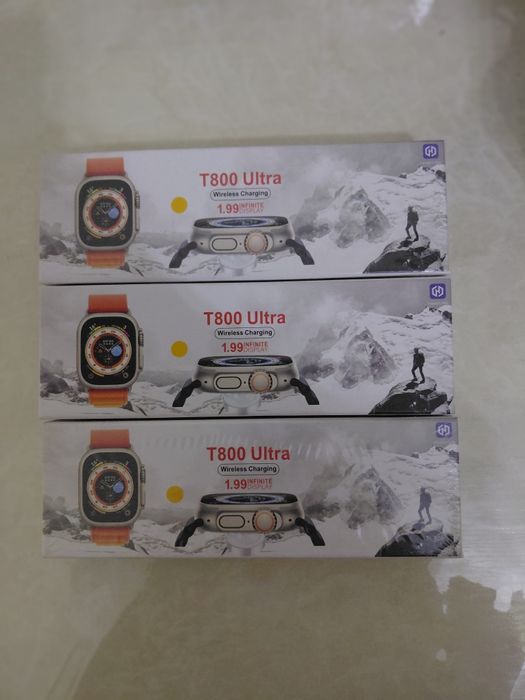 T800 Ultra
Wireless Charging
1.99 INFINITE
DISPLAY
T800 Ultra
Wireless Charging
1.99 INFINITE
DISPLAY
T800 Ultra
Wireless Charging
1.99 INFINITE
DISPLAY